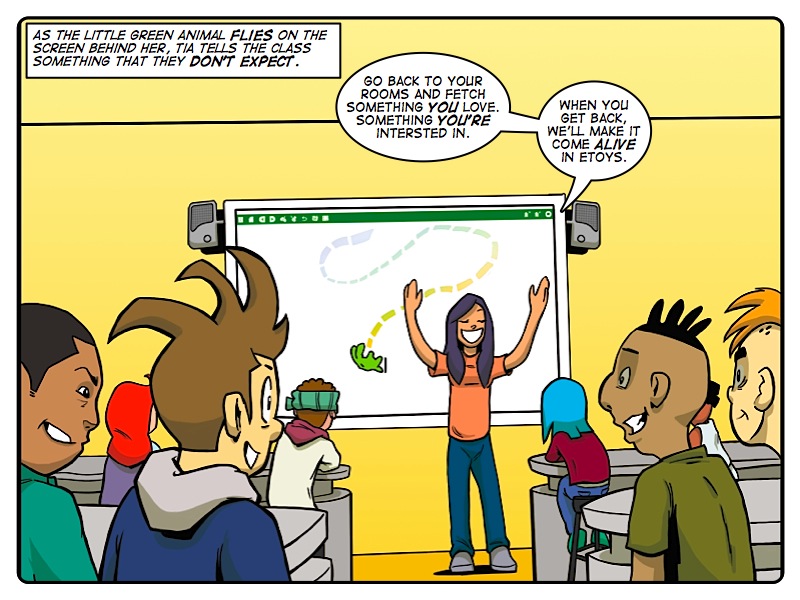 AS THE LITTLE GREEN ANIMAL FLIES ON THE
SCREEN BEHIND HER, TIA TELLS THE CLASS
SOMETHING THAT THEY DON'T EXPECT.
GO BACK TO YOUR
ROOMS AND FETCH
SOMETHING YOU LOVE.
SOMETHING YOU'RE
INTERSTED IN.
WHEN YOU
GET BACK,
WE'LL MAKE IT
COME ALIVE
IN ETOYS.